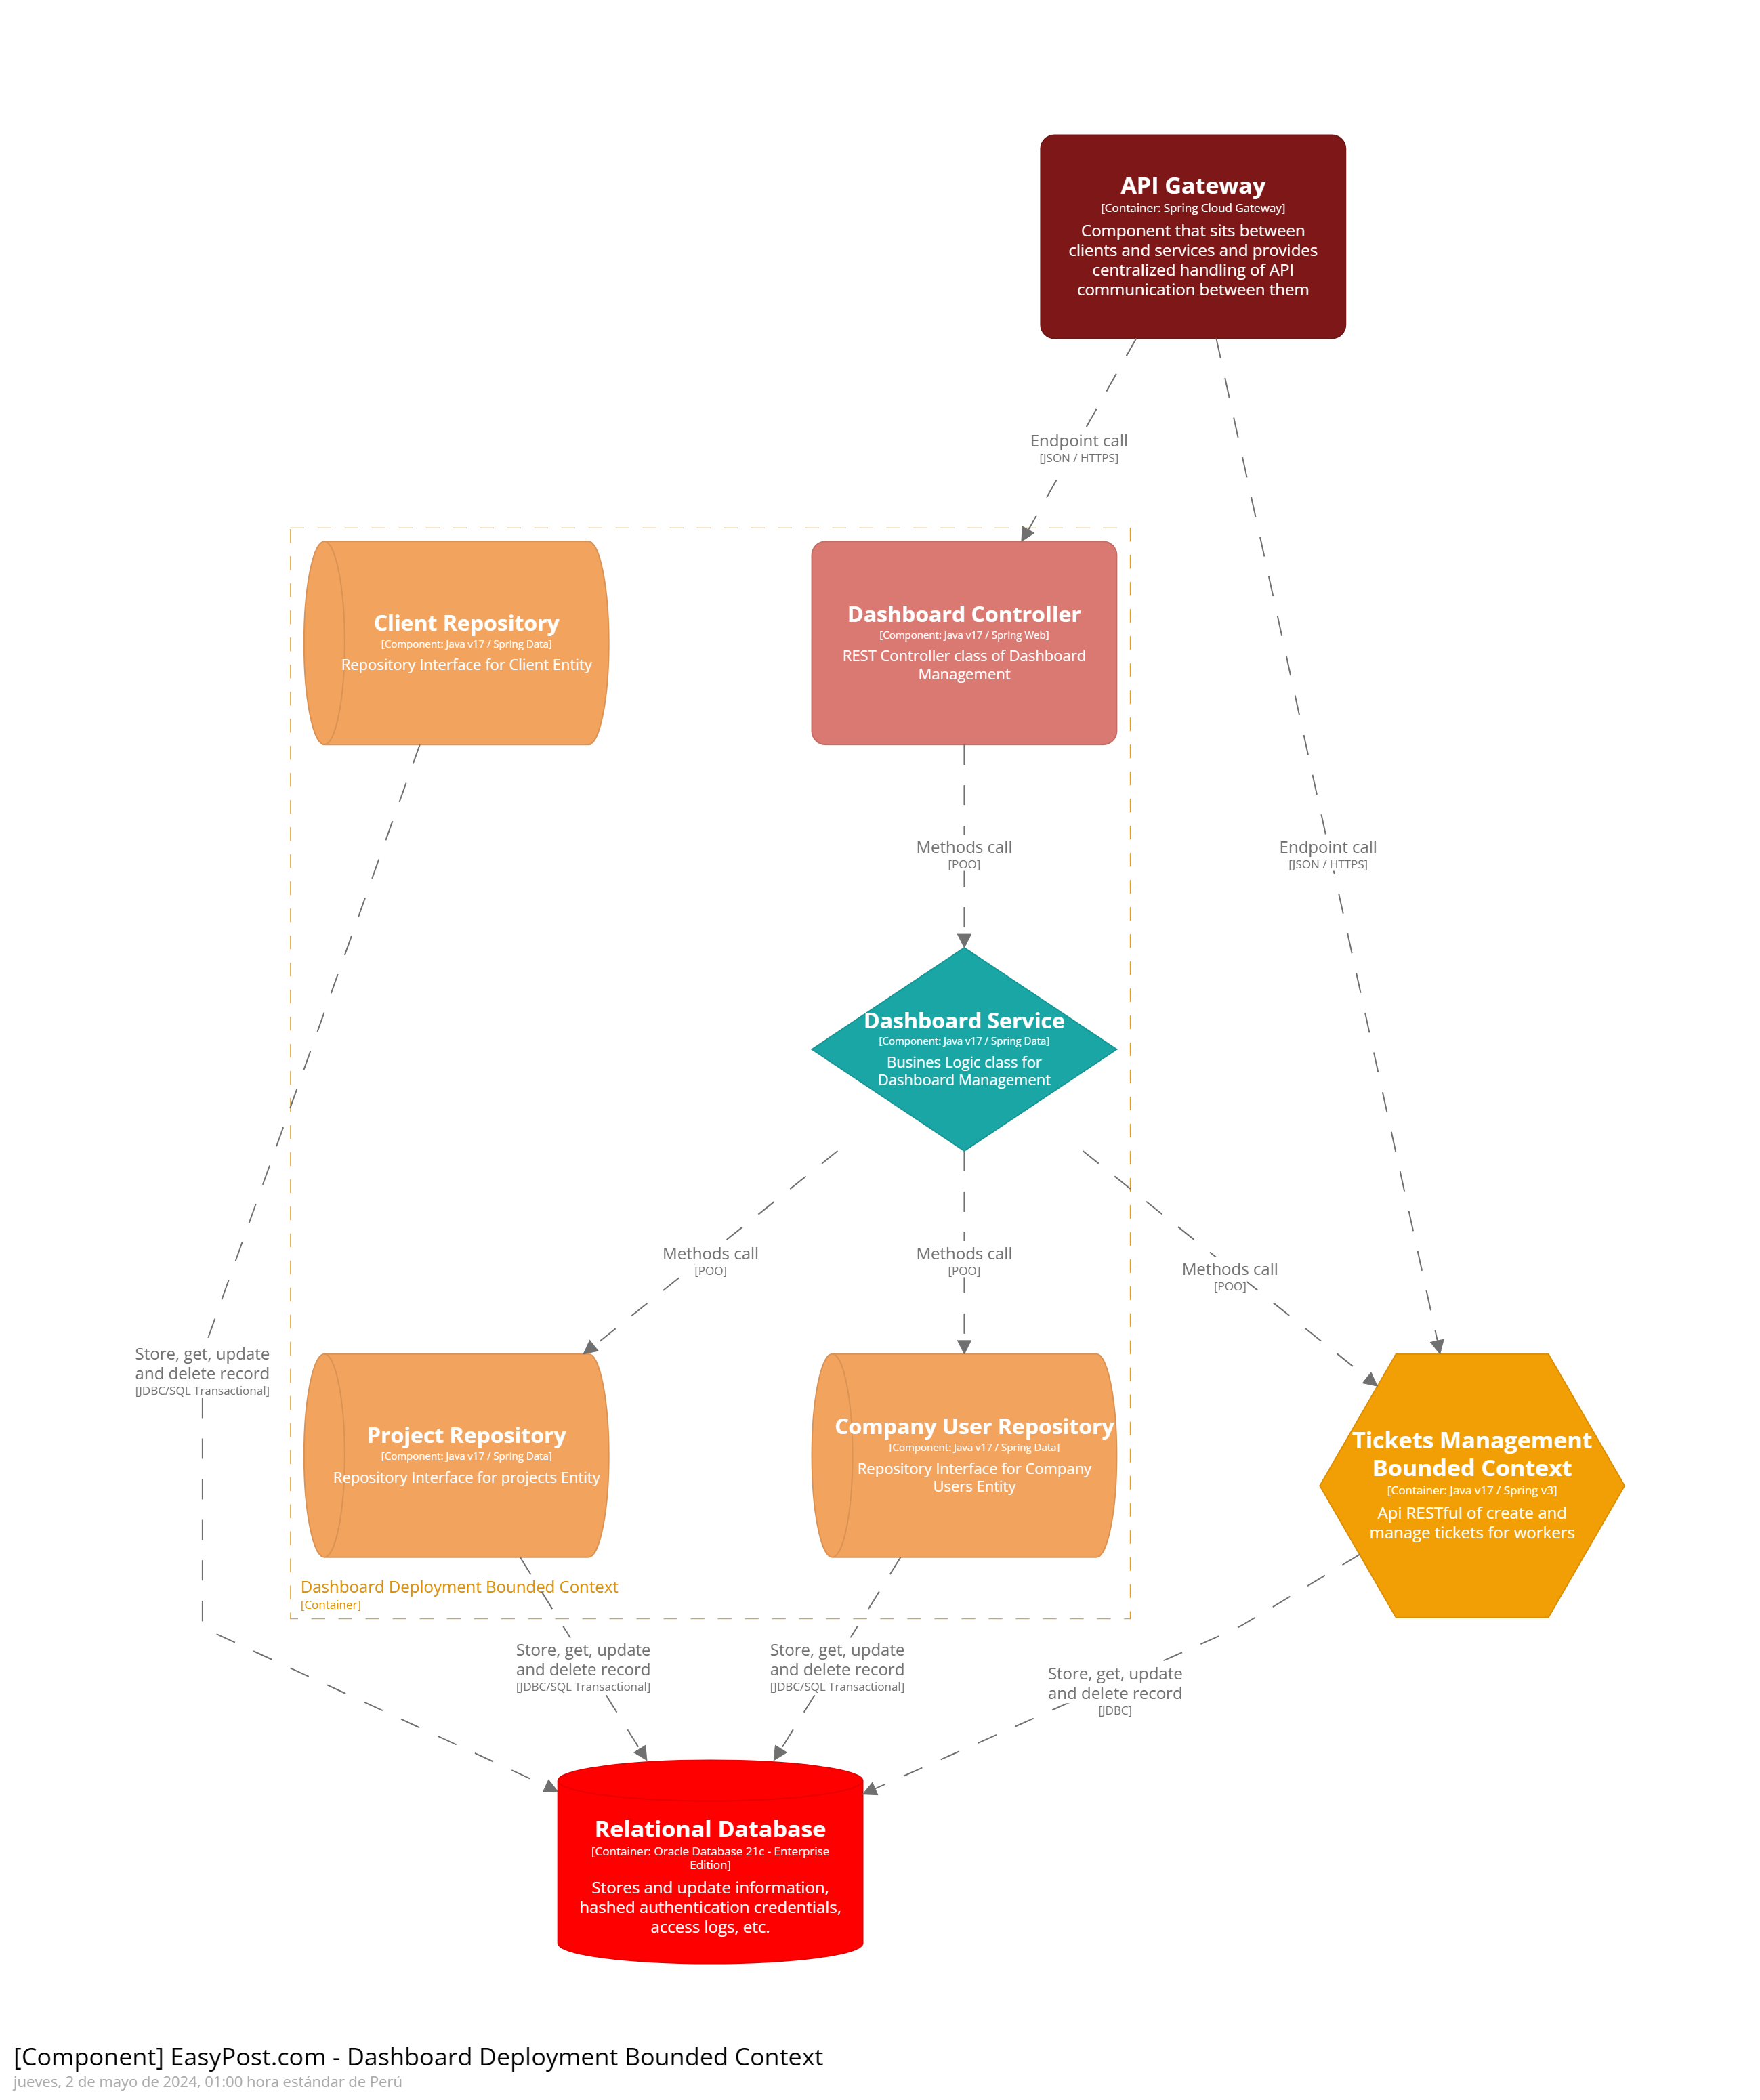 API Gateway
[Container: Spring Cloud Gateway]
Component that sits between
clients and services and provides
centralized handling of API
communication between them
Endpoint call
[JSON / HTTPS]
Client Repository
[Component: Java v17 / Spring Data]
Repository Interface for Client Entity
Dashboard Controller
[Component: Java v17 / Spring Web]
REST Controller class of Dashboard
Management
Methods call
[POO]
Endpoint call
[JSON / HTTPS]
Dashboard Service
[Component: Java v17 / Spring Data]
Busines Logic class for
Dashboard Management
Methods call
[POO]
Methods call
[POO]
Methods call
[POO]
Store, get, update
and delete record
[JDBC/SQL Transactional]
Project Repository
[Component: Java v17 / Spring Data]
Repository Interface for projects Entity
Company User Repository
[Component: Java v17 / Spring Data]
Repository Interface for Company
Users Entity
Tickets Management
Bounded Context
[Container: Java v17 / Spring v3]
Api RESTful of create and
manage tickets for workers
Dashboard Deployment Bounded Context
[Container]
Store, get, update
and delete record
[JDBC/SQL Transactional]
Store, get, update
and delete record
[JDBC/SQL Transactional]
Store, get, update
and delete record
[JDBC]
Relational Database
[Container: Oracle Database 21c - Enterprise
Edition]
Stores and update information,
hashed authentication credentials,
access logs, etc.
[Component] EasyPost.com - Dashboard Deployment Bounded Context
jueves, 2 de mayo de 2024, 01:00 hora estándar de Perú